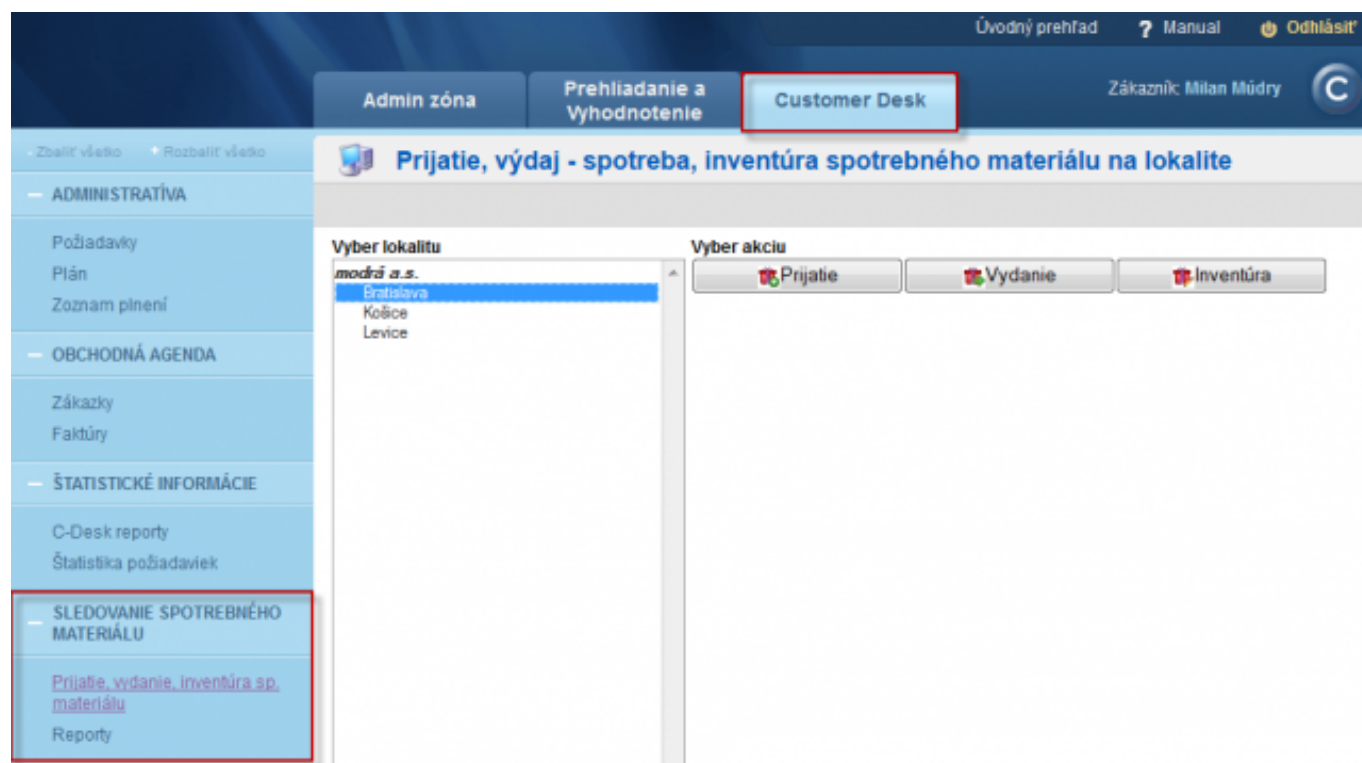 Úvodný prehľad ? Manual Odhlásiť
Admin zóna
Prehliadanie a
Vyhodnotenie
Customer Desk
Zákazník: Milan Múdry
C
- Zbaliť všetko + Rozbaliť všetko
Prijatie, výdaj - spotreba, inventúra spotrebného materiálu na lokalite
ADMINISTRATÍVA
Požiadavky
Plán
Zoznam plnení
OBCHODNÁ AGENDA
Zákazky
Faktúry
ŠTATISTICKÉ INFORMÁCIE
C-Desk reporty
Štatistika požiadaviek
SLEDOVANIE SPOTREBNÉHO
MATERIÁLU
Prijatie, vydanie, inventúra sp.
materiálu
Reporty
Vyber lokalitu
modrá a.s.
Bratislava
Košice
Levice
Vyber akciu
Prijatie Vydanie Inventúra